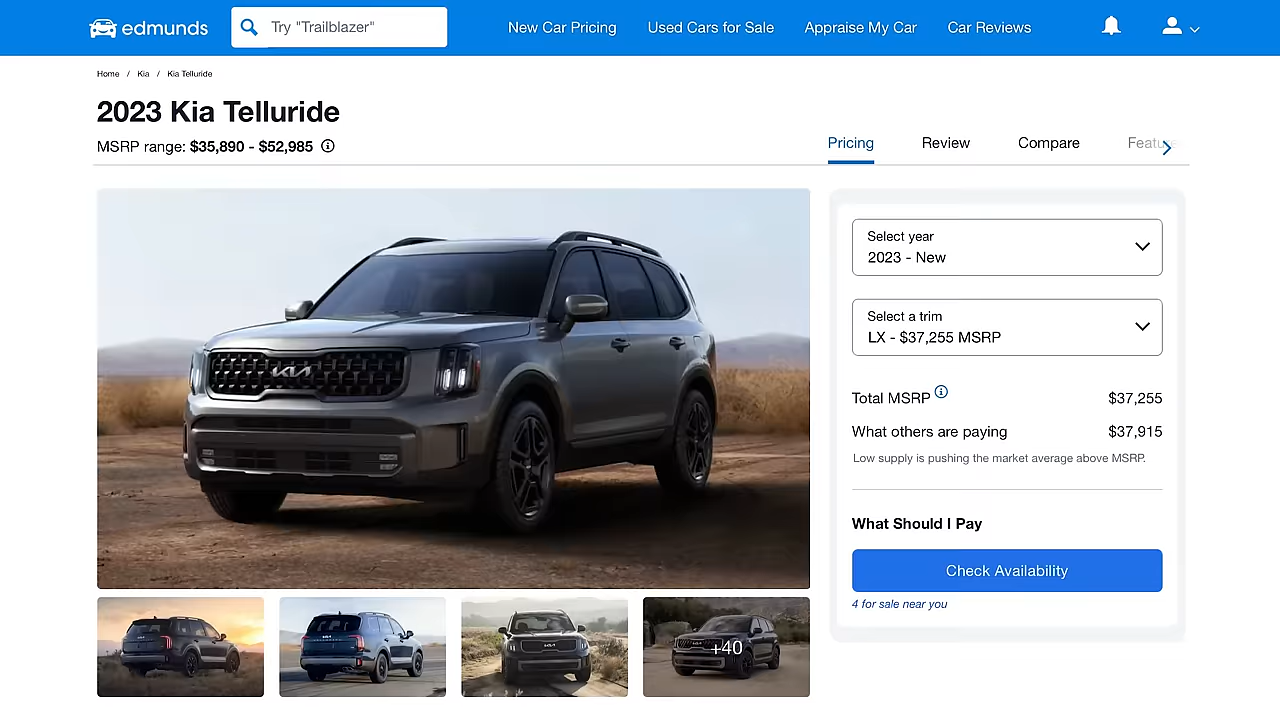 edmunds
Try "Trailblazer"
New Car Pricing
Used Cars for Sale
Appraise My Car
Car Reviews
Home / Kia / Kia Telluride
2023 Kia Telluride
MSRP range: $35,890 - $52,985
Pricing
Review
Compare
Featu
KIA
Select year
2023 - New
Select a trim
LX - $37,255 MSRP
Total MSRP $37,255
What others are paying $37,915
Low supply is pushing the market average above MSRP.
What Should I Pay
Check Availability
4 for sale near you
+40